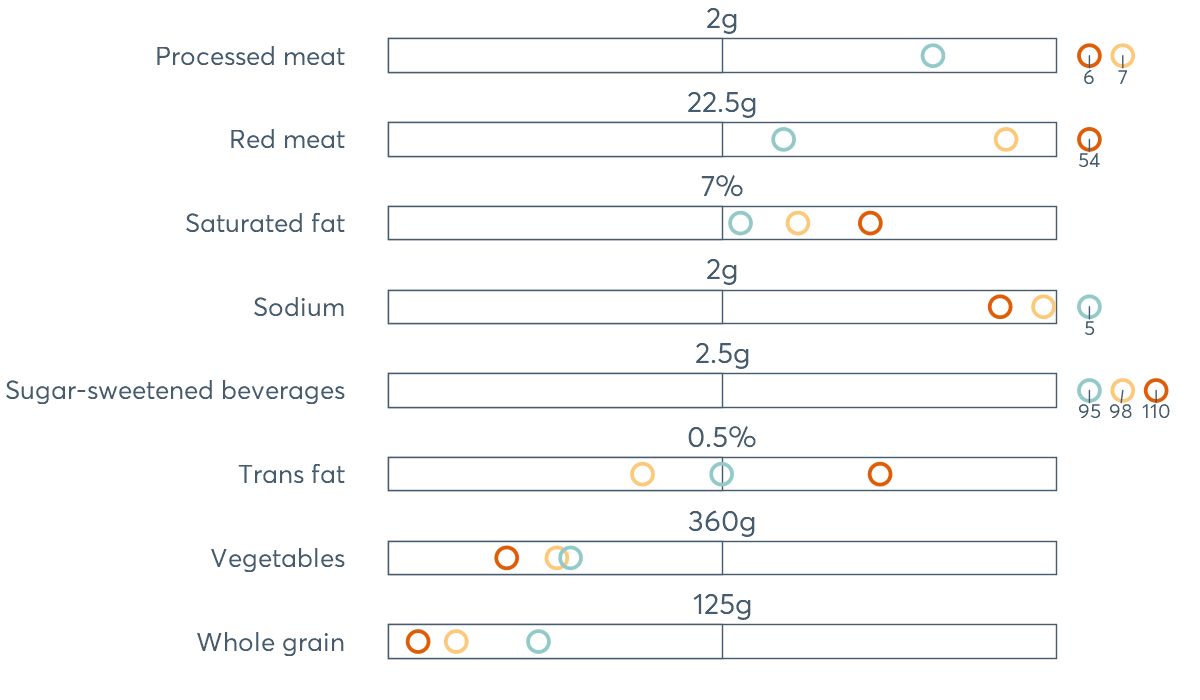 2g
Processed meat
6 7
22.5g
Red meat
54
7%
Saturated fat
2g
Sodium
5
2.5g
Sugar-sweetened beverages
95 98 110
0.5%
Trans fat
360g
Vegetables
125g
Whole grain